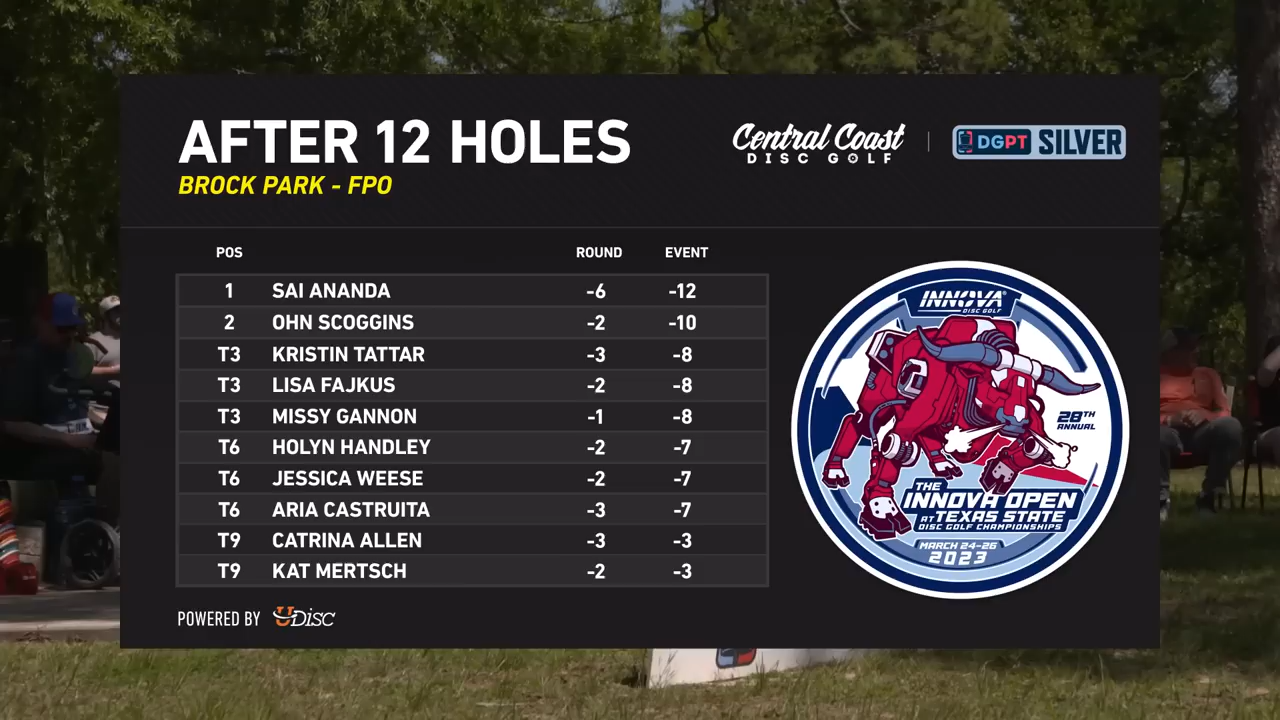 AFTER 12 HOLES
BROCK PARK - FPO
Central Coast
DISC GOLF
DGPT SILVER
POS ROUND EVENT
1 SAI ANANDA -6 -12
2 OHN SCOGGINS -2 -10
T3 KRISTIN TATTAR -3 -8
T3 LISA FAJKUS -2 -8
T3 MISSY GANNON -1 -8
T6 HOLYN HANDLEY -2 -7
T6 JESSICA WEESE -2 -7
T6 ARIA CASTRUITA -3 -7
T9 CATRINA ALLEN -3 -3
T9 KAT MERTSCH -2 -3
INNOVA®
DISC GOLF
28TH
ANNUAL
THE
INNOVA OPEN
AT TEXAS STATE
DISC GOLF CHAMPIONSHIPS
MARCH 24-26
2023
POWERED BY UDisc